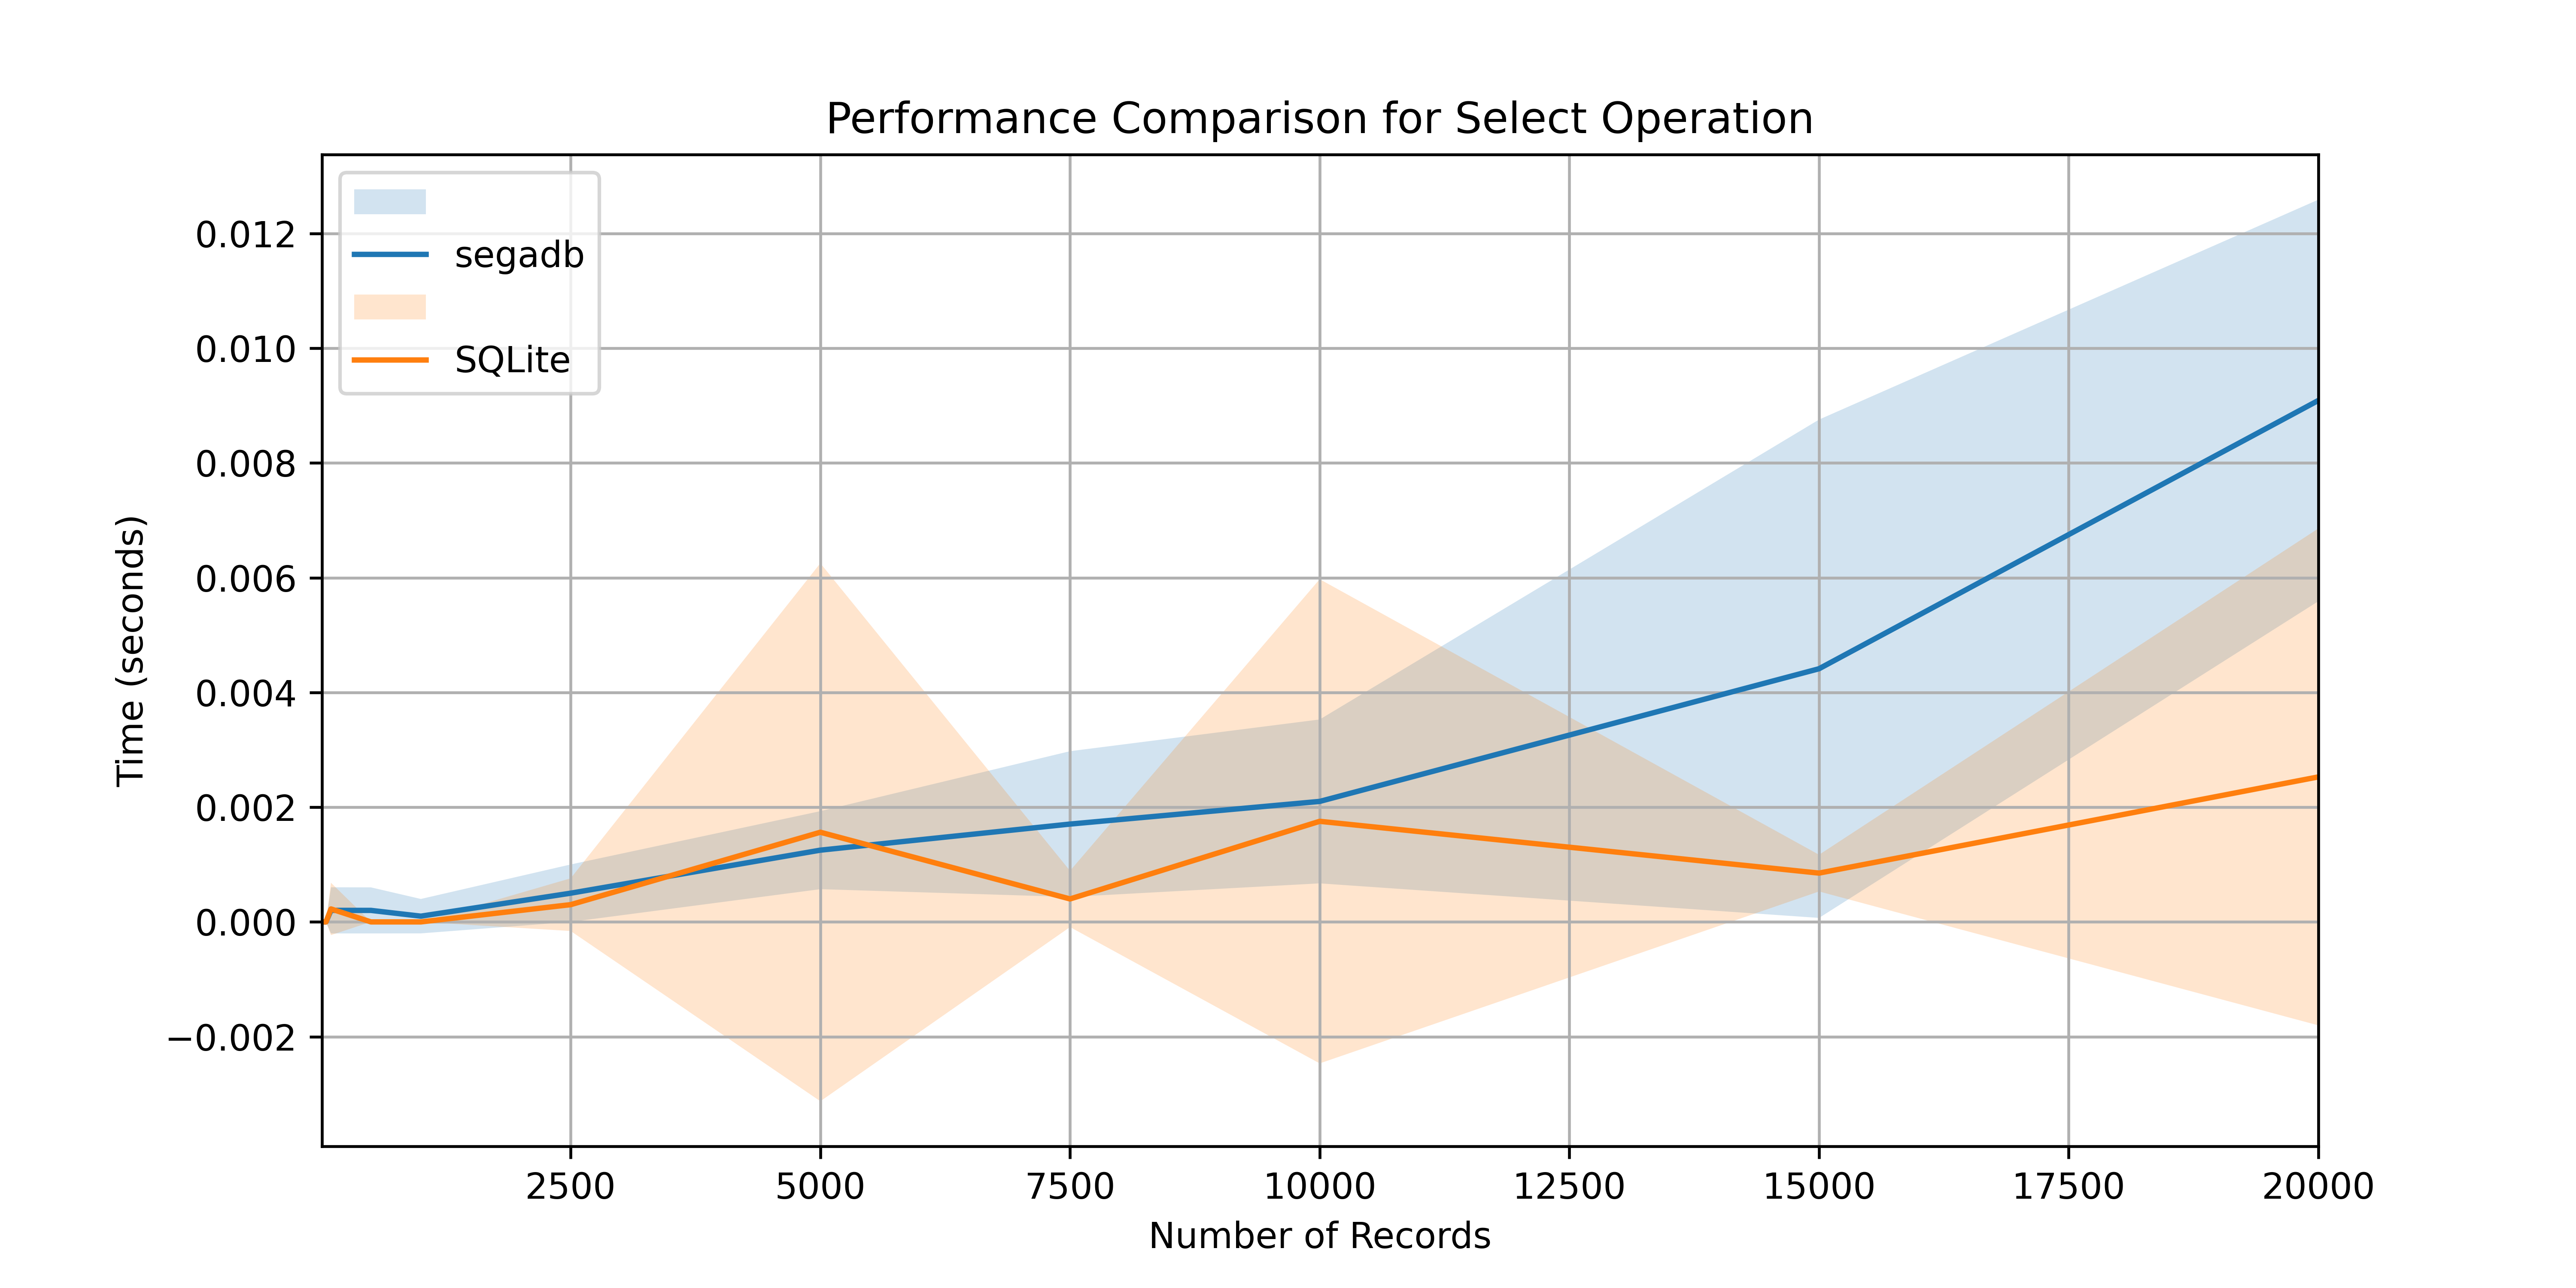 Performance Comparison for Select Operation
segadb
SQLite
0.012
0.010
0.008
0.006
0.004
0.002
0.000
−0.002
Time (seconds)
2500 5000 7500 10000 12500 15000 17500 20000
Number of Records